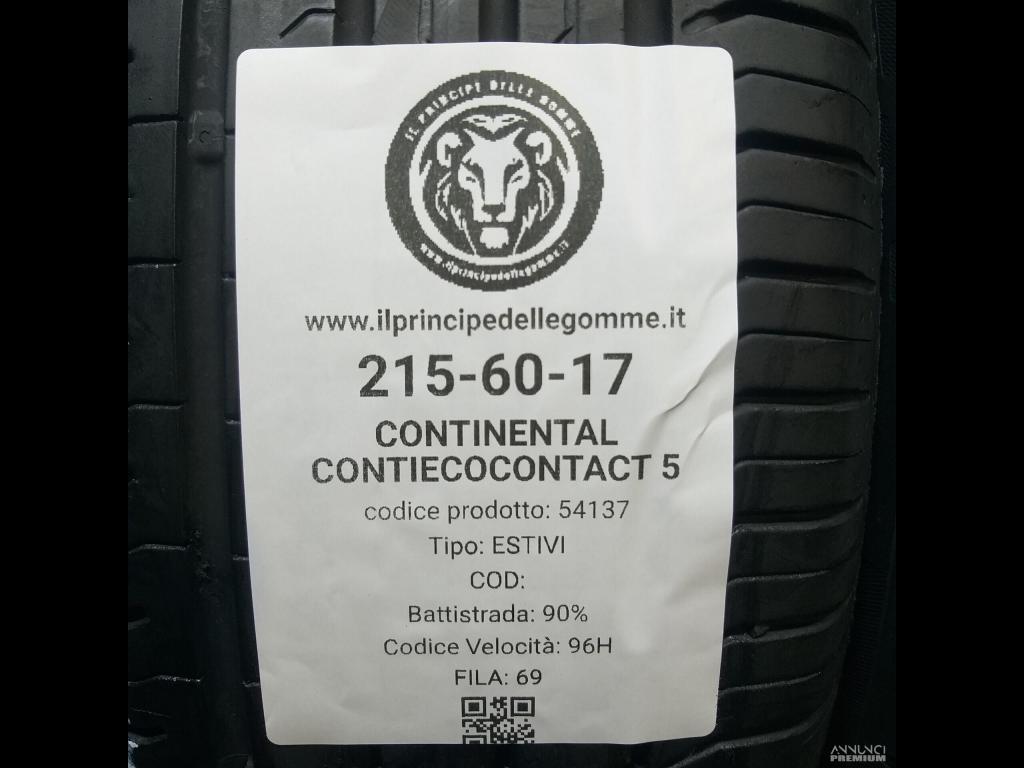 IL PRINCIPE DELLE GOMME
www.ilprincipedellegomme.it
www.ilprincipedellegomme.it
215-60-17
CONTINENTAL
CONTIECOCONTACT 5
codice prodotto: 54137
Tipo: ESTIVI
COD:
Battistrada: 90%
Codice Velocità: 96H
FILA: 69
ANNUNCI
PREMIUM